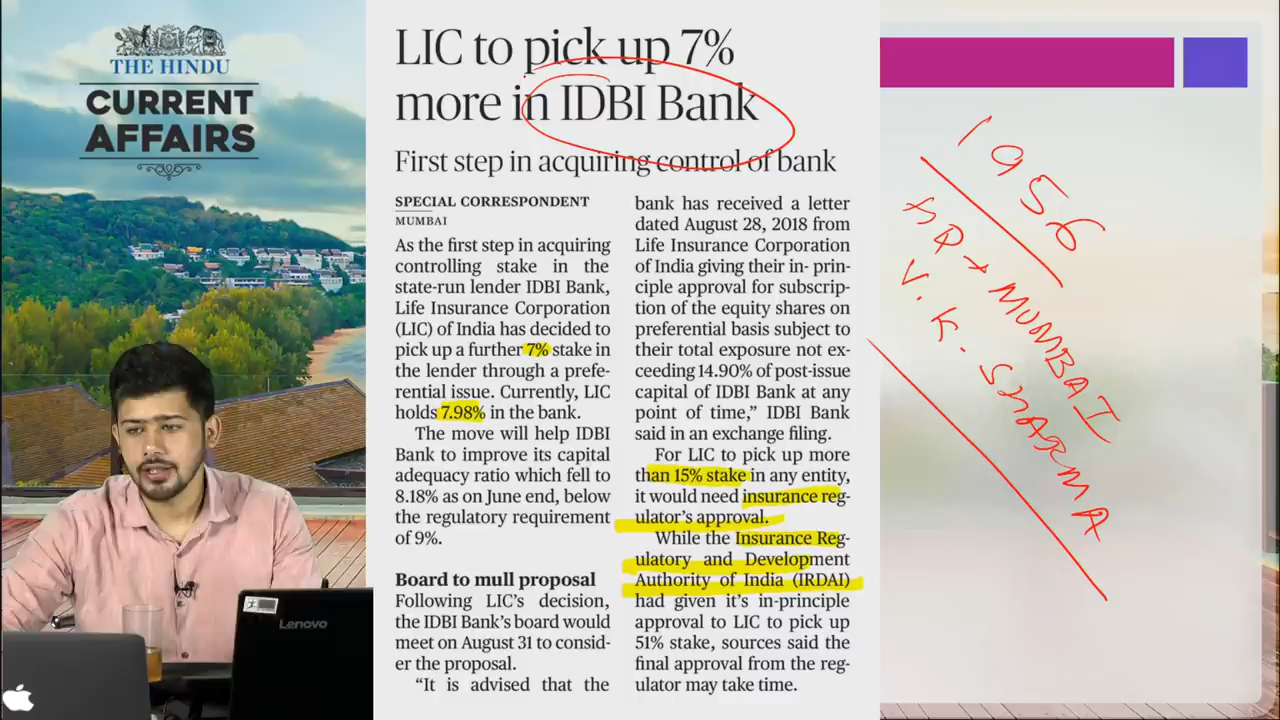 THE HINDU
CURRENT
AFFAIRS
LIC to pick up 7%
more in IDBI Bank
First step in acquiring control of bank
SPECIAL CORRESPONDENT
MUMBAI
As the first step in acquiring
controlling stake in the
state-run lender IDBI Bank,
Life Insurance Corporation
(LIC) of India has decided to
pick up a further 7% stake in
the lender through a prefe-
rential issue. Currently, LIC
holds 7.98% in the bank.
The move will help IDBI
Bank to improve its capital
adequacy ratio which fell to
8.18% as on June end, below
the regulatory requirement
of 9%.
Board to mull proposal
Following LIC’s decision,
the IDBI Bank’s board would
meet on August 31 to consid-
er the proposal.
“It is advised that the
bank has received a letter
dated August 28, 2018 from
Life Insurance Corporation
of India giving their in- prin-
ciple approval for subscrip-
tion of the equity shares on
preferential basis subject to
their total exposure not ex-
ceeding 14.90% of post-issue
capital of IDBI Bank at any
point of time,” IDBI Bank
said in an exchange filing.
For LIC to pick up more
than 15% stake in any entity,
it would need insurance reg-
ulator’s approval.
While the Insurance Reg-
ulatory and Development
Authority of India (IRDAI)
had given it’s in-principle
approval to LIC to pick up
51% stake, sources said the
final approval from the reg-
ulator may take time.
1956
HQ → MUMBAI
V. K. SHARMA
Lenovo